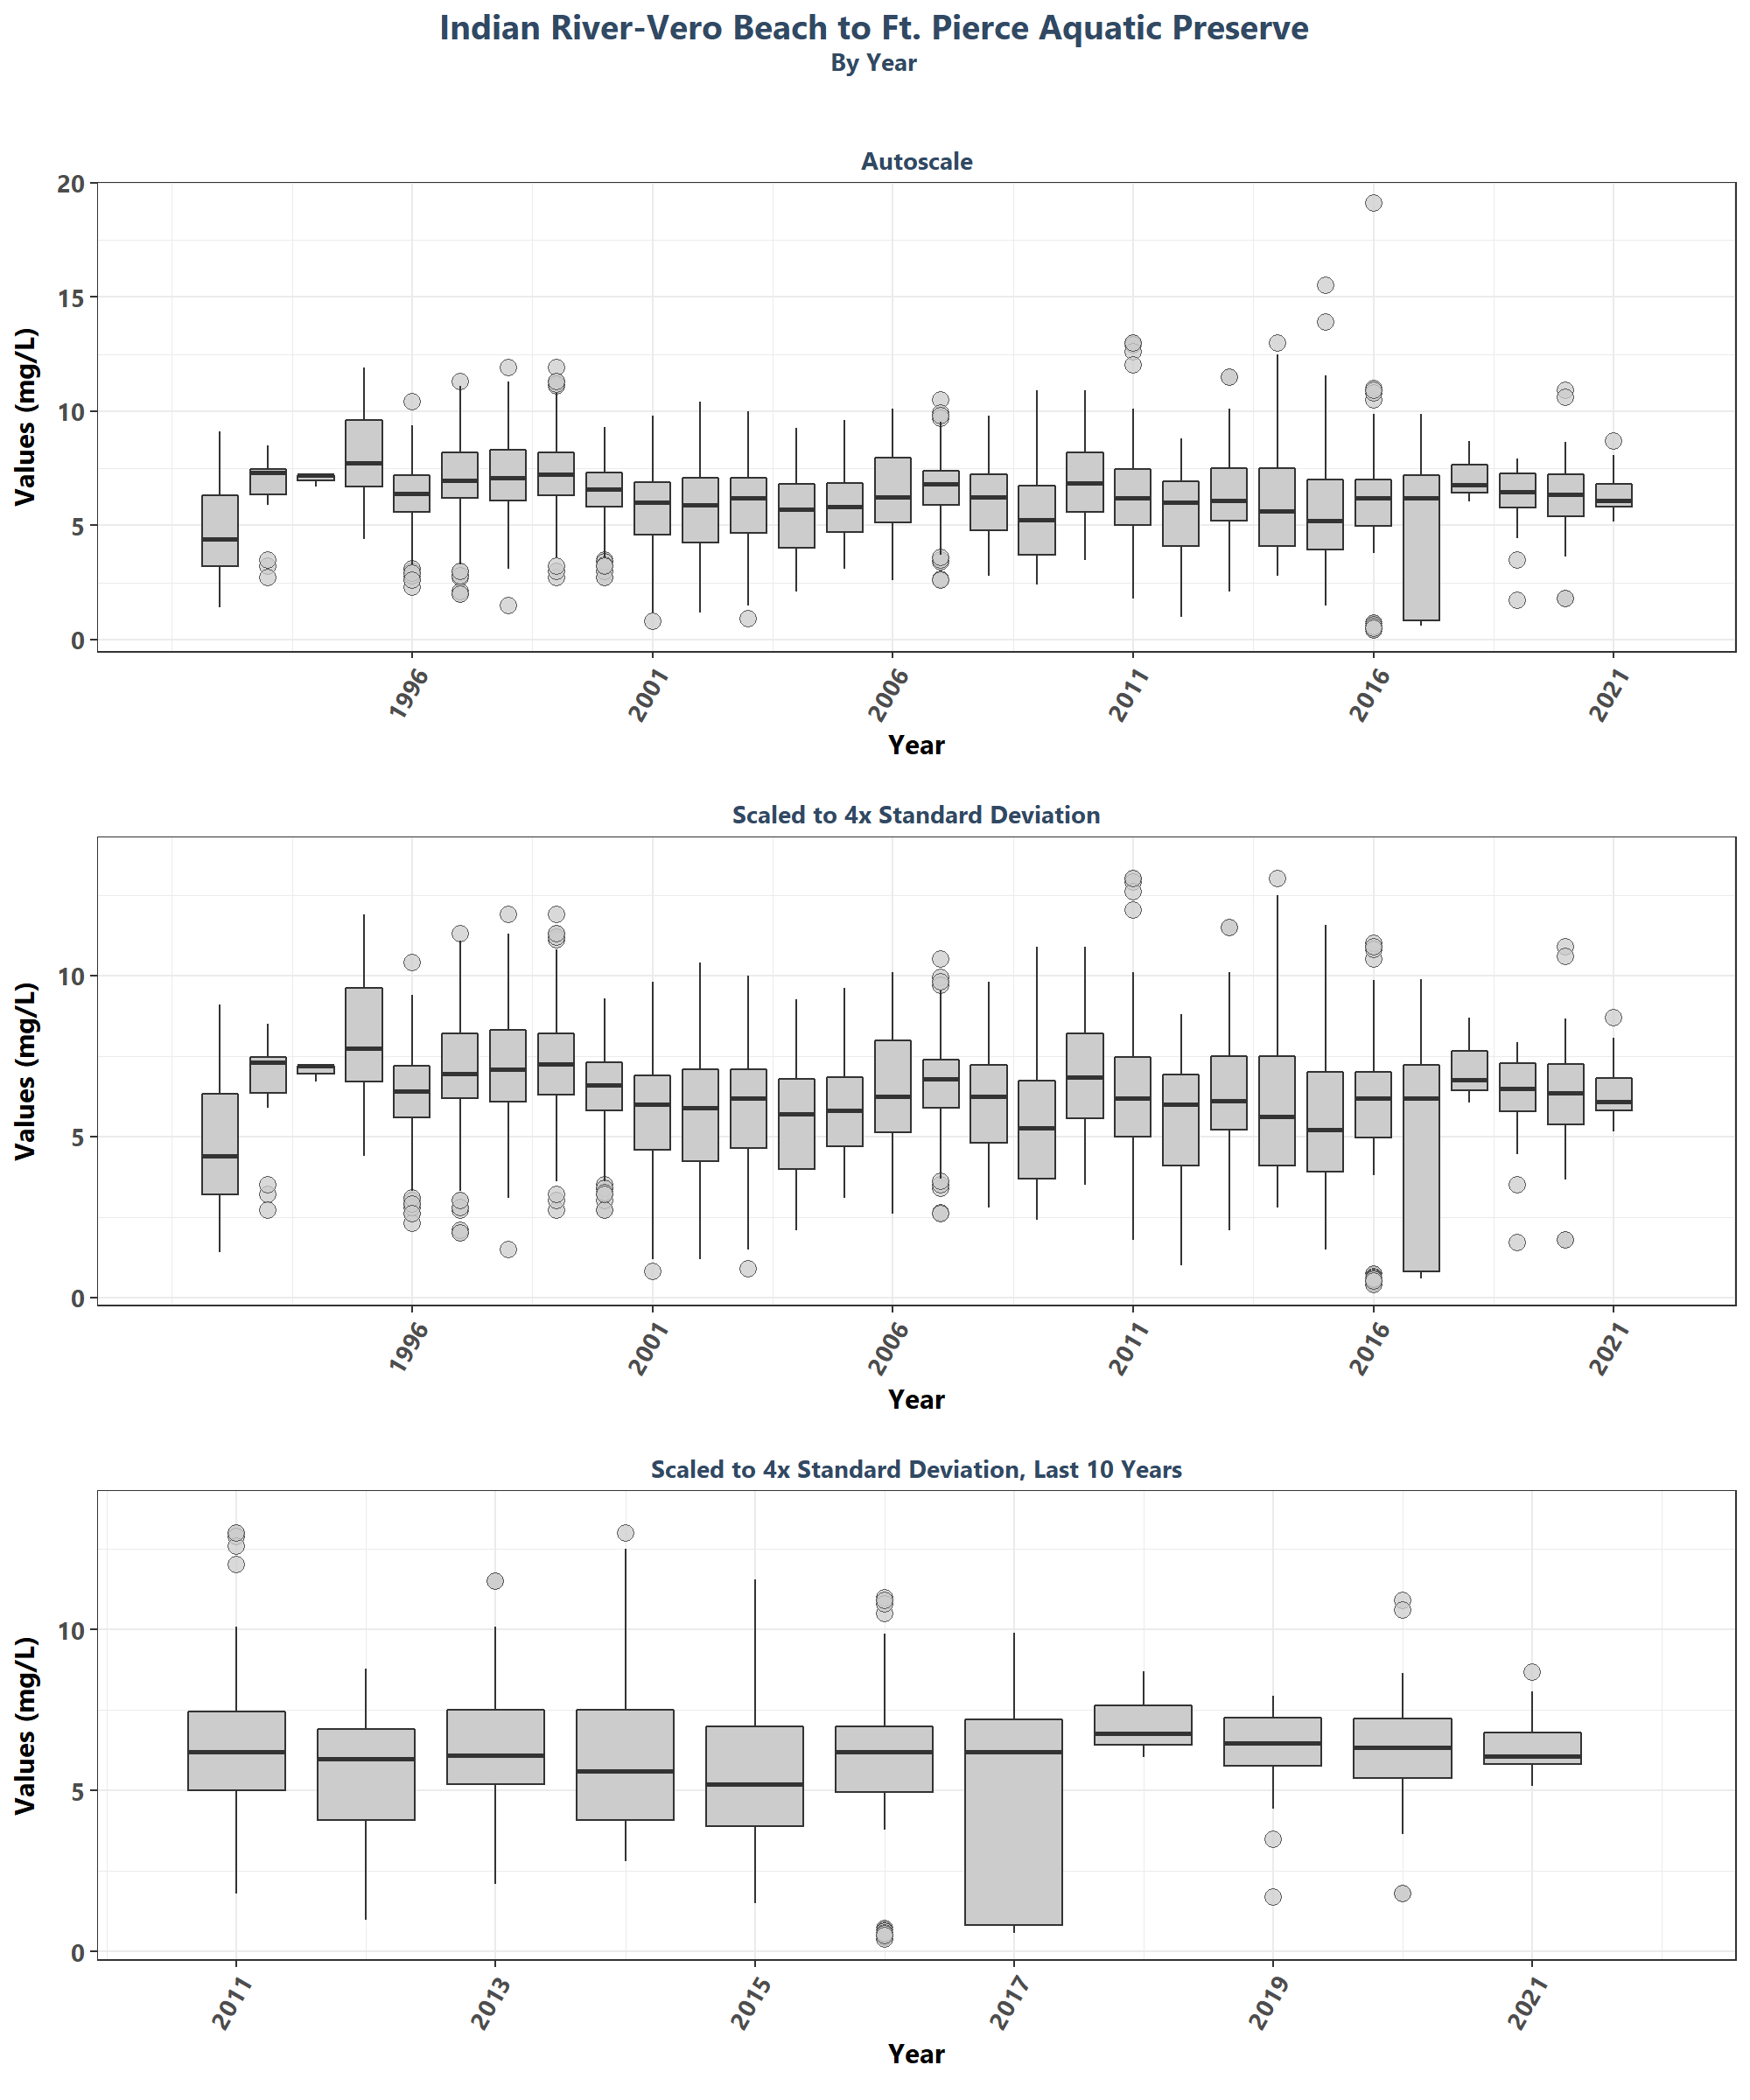 Indian River-Vero Beach to Ft. Pierce Aquatic Preserve
By Year
Autoscale
Values (mg/L)
20
15
10
5
0
1996
2001
2006
2011
2016
2021
Year
Scaled to 4x Standard Deviation
Values (mg/L)
10
5
0
1996
2001
2006
2011
2016
2021
Year
Scaled to 4x Standard Deviation, Last 10 Years
Values (mg/L)
10
5
0
2011
2013
2015
2017
2019
2021
Year